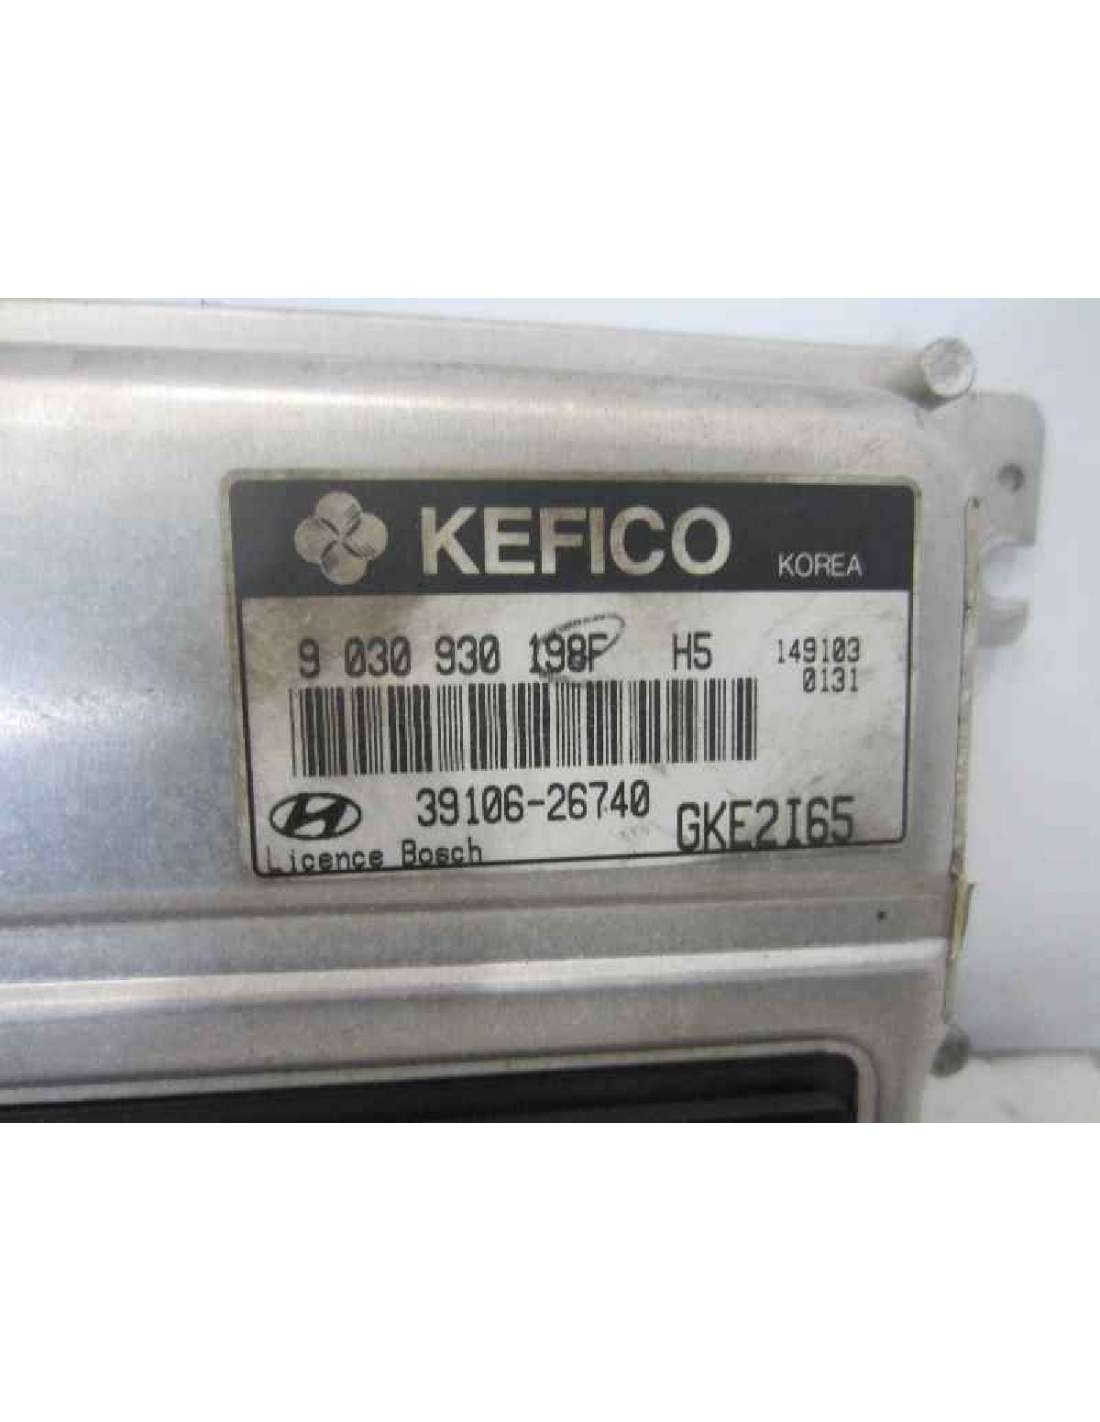 KEFICO KOREA
9 030 930 198F H5 149103
0131
39106-26740 GKE2I65
Licence Bosch